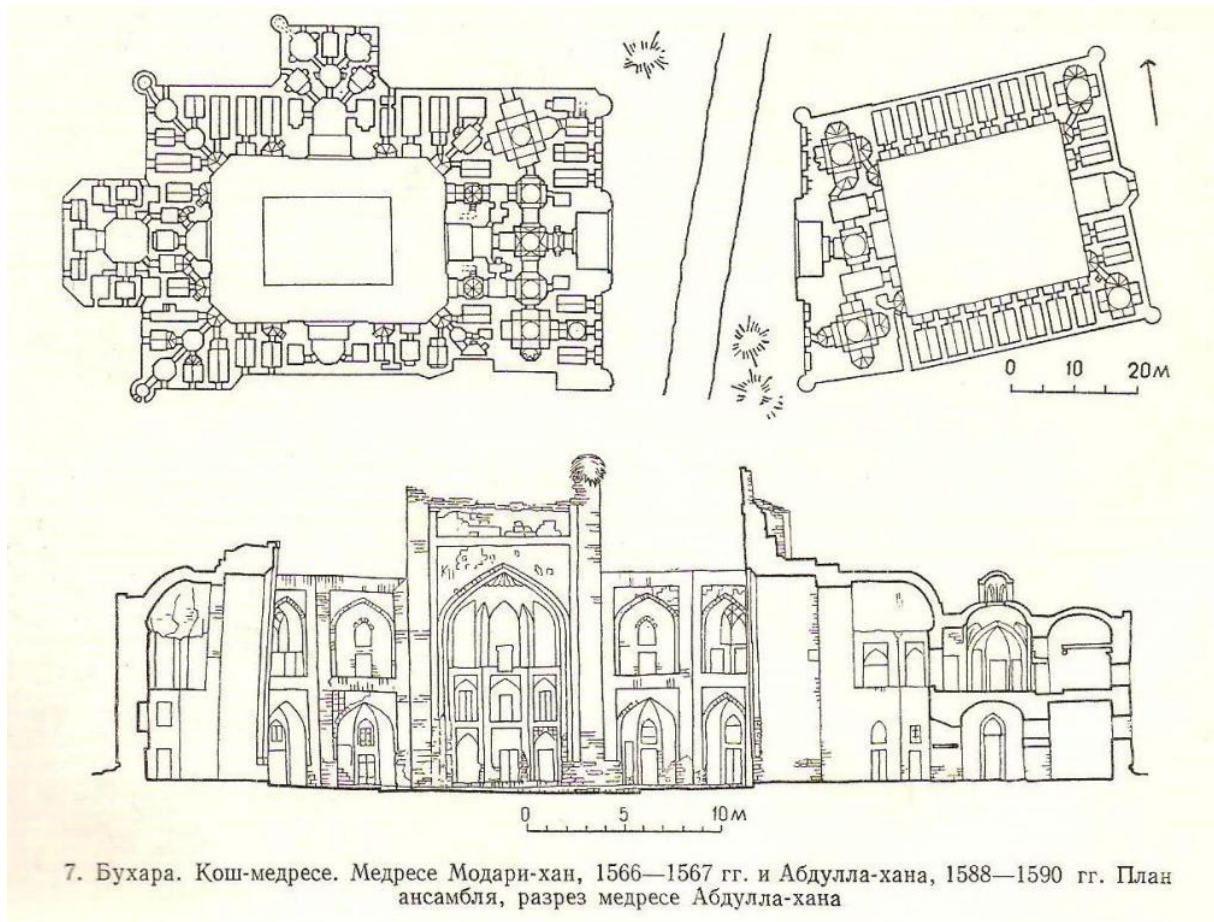 0 10 20м
0 5 10м
7. Бухара. Қош-медресе. Медресе Модари-хан, 1566—1567 гг. и Абдулла-хана, 1588—1590 гг. План
ансамбля, разрез медресе Абдулла-хана